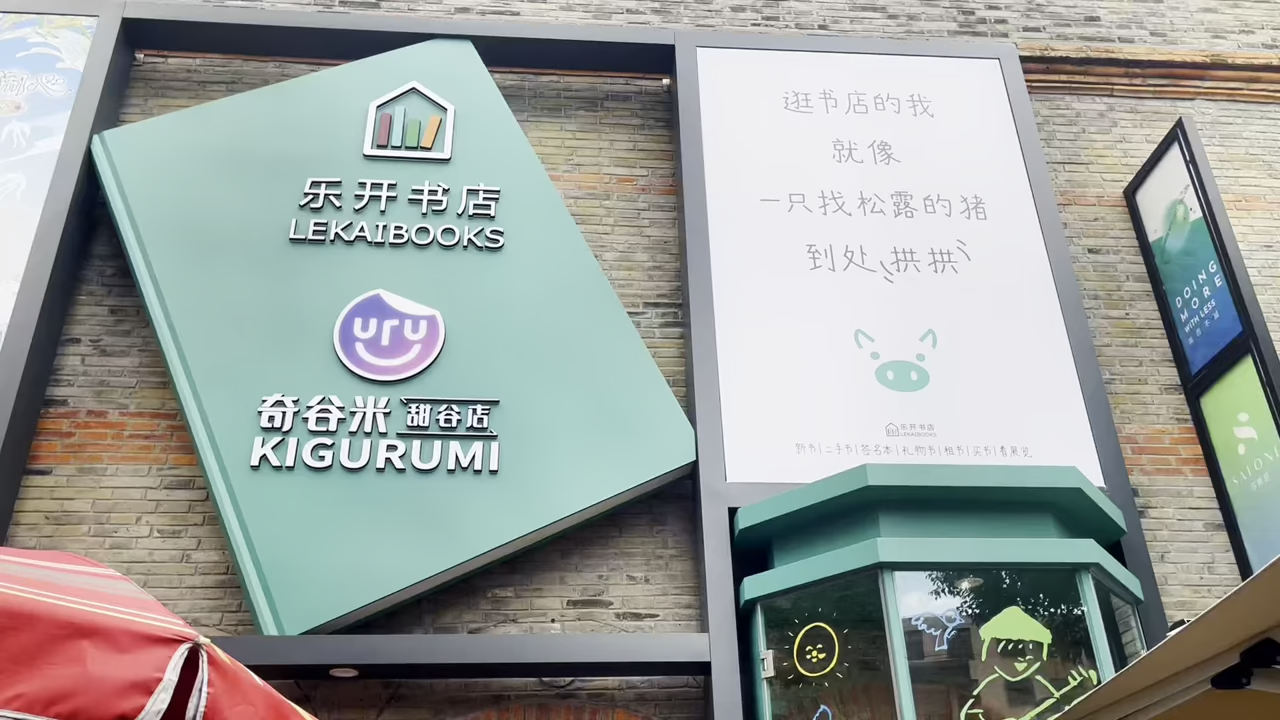 乐开书店
LEKAIBOOKS
uru
奇谷米 甜谷店
KIGURUMI
逛书店的我
就像
一只找松露的猪
到处拱拱
乐开书店
LEKAIBOOKS
新书|二手书|签名本|礼物书|租书|买书|看展览
DOING
MORE
WITH LESS
SALONI